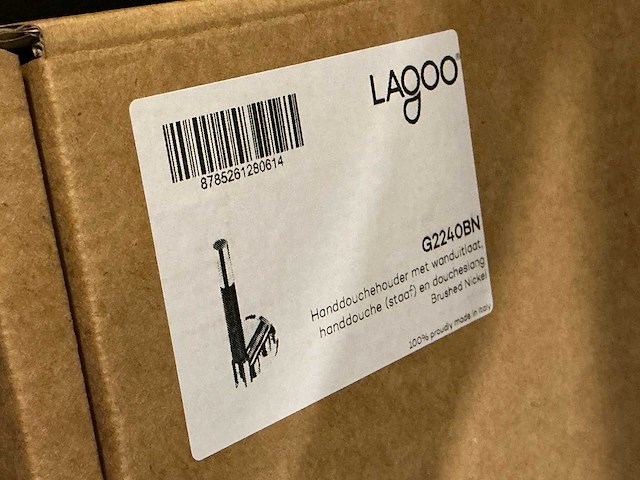 LAGOO®
8785261280614
G2240BN
Handdouchehouder met wanduitlaat,
handdouche (staaf) en doucheslang
Brushed Nickel
100% proudly made in Italy